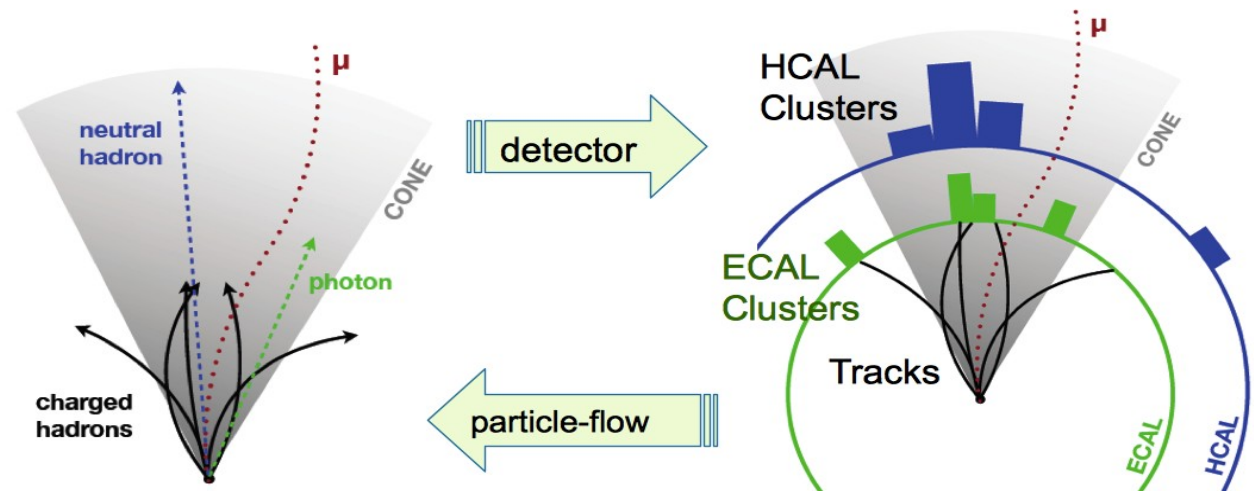 μ
neutral
hadron
CONE
photon
charged
hadrons
detector
particle-flow
μ
HCAL
Clusters
CONE
ECAL
Clusters
Tracks
ECAL
HCAL